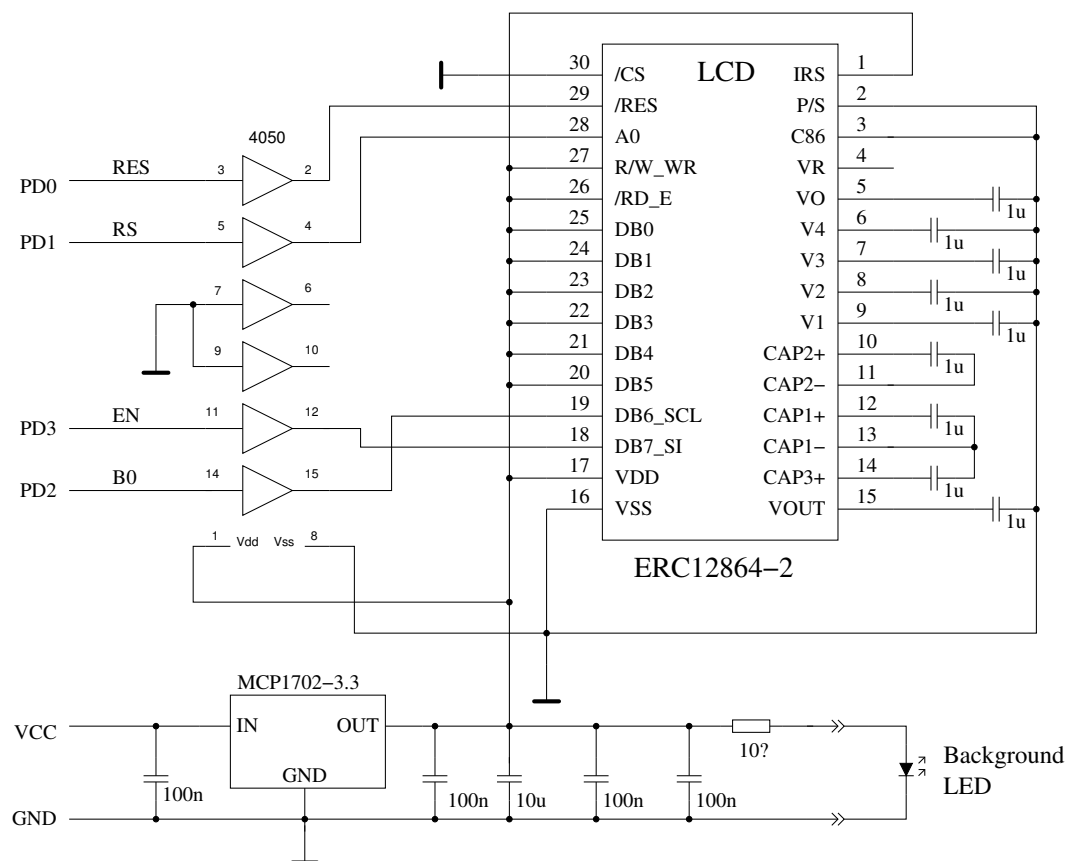 30 /CS LCD IRS 1
29 /RES P/S 2
28 A0 C86 3
4050
27 R/W_WR VR 4
PD0 RES 3 2
26 /RD_E VO 5
1u
25 DB0 V4 6
PD1 RS 5 4
1u
24 DB1 V3 7
1u
23 DB2 V2 8
7 6
1u
22 DB3 V1 9
1u
21 DB4 CAP2+ 10
9 10
1u
20 DB5 CAP2− 11
19 DB6_SCL CAP1+ 12
PD3 EN 11 12
1u
18 DB7_SI CAP1− 13
17 VDD CAP3+ 14
PD2 B0 14 15
1u
16 VSS VOUT 15
1u
1 Vdd Vss 8
ERC12864−2
MCP1702−3.3
VCC IN OUT
10?
Background
LED
GND
100n 100n 10u 100n 100n
GND